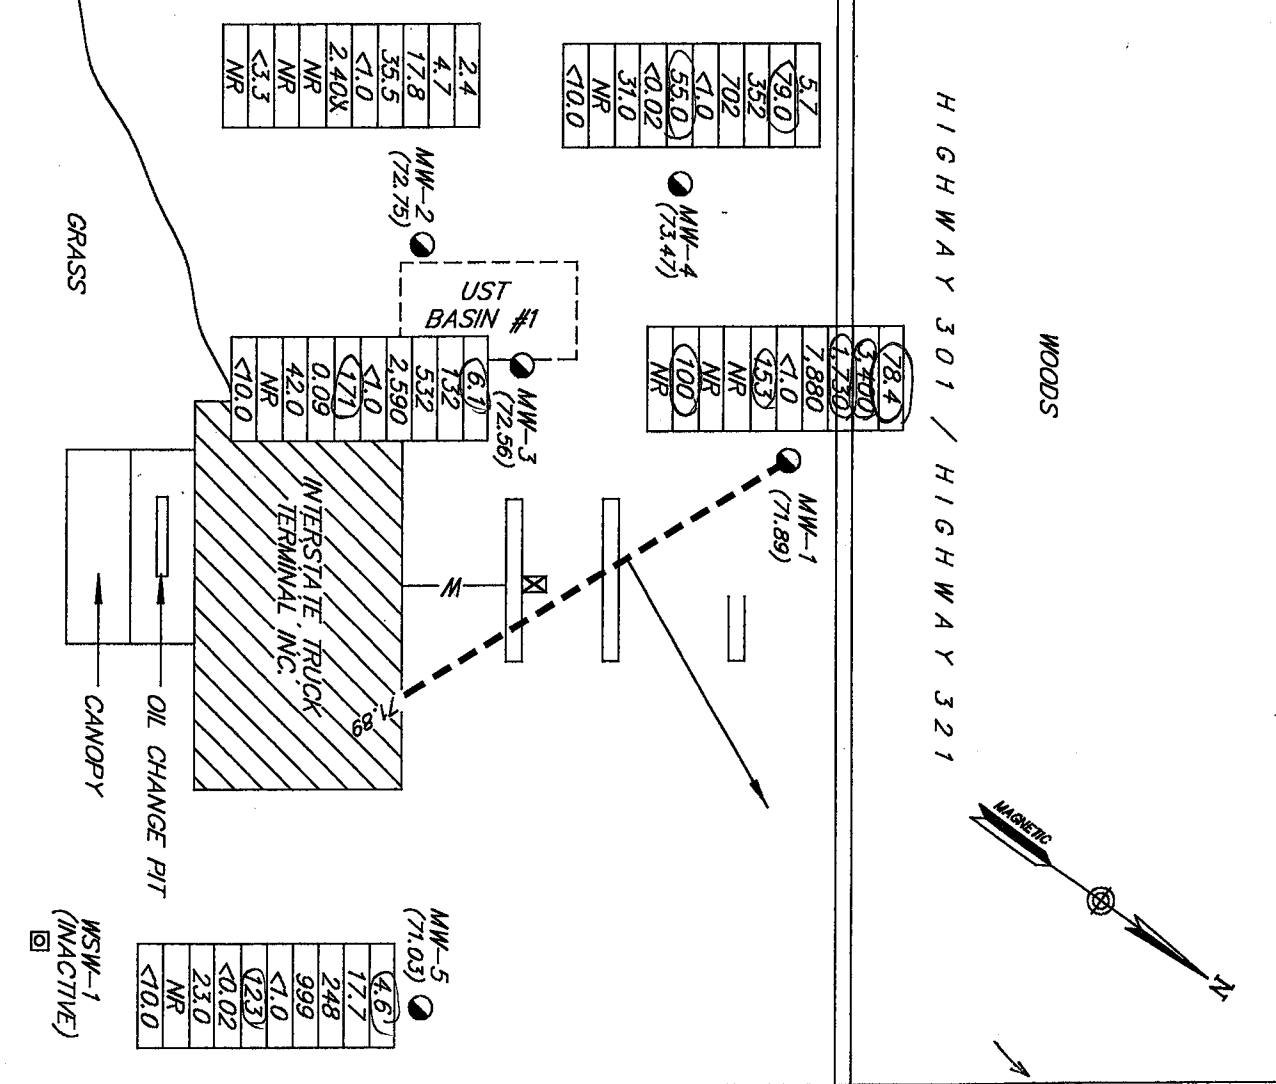 HIGHWAY 301 / HIGHWAY 321
WOODS
5.7
79.0
352
702
<1.0
55.0
<0.02
31.0
NR
<10.0
2.4
4.7
17.8
35.5
<1.0
NR
NR
<3.3
NR
MW-4
(73.47)
MW-2
(72.75)
GRASS
UST
BASIN #1
78.4
3,400
1,730
7,880
<1.0
153
NR
NR
100
NR
MW-1
(71.89)
6.1
132
532
2,590
<1.0
171
0.09
42.0
NR
<10.0
MW-3
(72.56)
INTERSTATE TRUCK
TERMINAL INC.
W
71.89
OIL CHANGE PIT
CANOPY
MAGNETIC
N
MW-5
(71.03)
4.6
17.7
248
999
<1.0
123
<0.02
23.0
NR
<10.0
WSW-1
(INACTIVE)